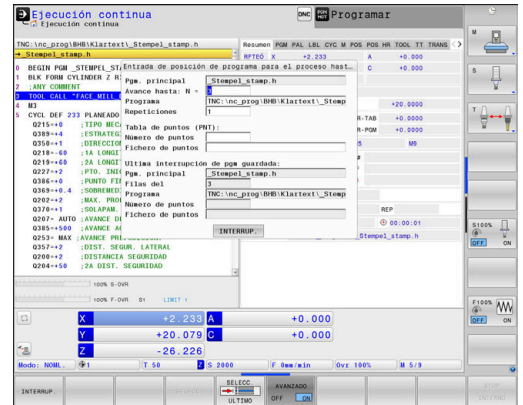 Ejecución continua
Ejecución continua
DNC
Programar
TNC:\nc_prog\BHB\Klartext\_Stempel_stamp.h
→_Stempel_stamp.h
0 BEGIN PGM _STEMPEL_ST
1 BLK FORM CYLINDER Z R
2 ;ANY COMMENT
3 TOOL CALL "FACE_MILL_
4 M3
5 CYCL DEF 233 PLANEADO
Q215=+0 ;TIPO MEC
Q389=+4 ;ESTRATEG
Q350=+1 ;DIRECCION
Q218=-60 ;1A LONGI
Q219=+60 ;2A LONGI
Q227=+2 ;PTO. INI
Q386=+0 ;PUNTO FIN
Q369=+0.4 ;SOBREMEDI
Q202=+2 ;MAX. PROF
Q370=+1 ;SOLAPAM.
Q207= AUTO ;AVANCE DE
Q385=+500 ;AVANCE A
Q253= MAX ;AVANCE PRE
Q357=+2 ;DIST. SEGUR. LATERAL
Q200=+2 ;DISTANCIA SEGURIDAD
Q204=+50 ;2A DIST. SEGURIDAD
Resumen PGM PAL LBL CYC M POS POS HR TOOL TT TRANS
RFTEO X +2.233 A +0.000
C +0.000
+20.0000
R-TAB +0.0000
R-PGM +0.0000
M9
REP
00:00:01
_Stempel_stamp.h
Entrada de posición de programa para el proceso hast...
Pgm. principal _Stempel_stamp.h
Avance hasta: N = 3
Programa TNC:\nc_prog\BHB\Klartext\_Stemp
Repeticiones 1
Tabla de puntos (PNT):
Número de puntos
Fichero de puntos
Ultima interrupción de pgm guardada:
Pgm. principal _Stempel_stamp.h
Filas del 3
Programa TNC:\nc_prog\BHB\Klartext\_Stemp
Número de puntos
Fichero de puntos
INTERRUP.
100% S-OVR
100% F-OVR S1 LIMIT 1
X +2.233 A +0.000
Y +20.079 C +0.000
Z -26.226
Modo: NOML. 1 T 50 Z S 2000 F 0mm/min Ovr 100% M 5/9
M
S
T
S100%
OFF ON
F100%
OFF ON
INTERRUP.
SELECC.
ULTIMO
AVANZADO
OFF ON
STOP
INTERNO